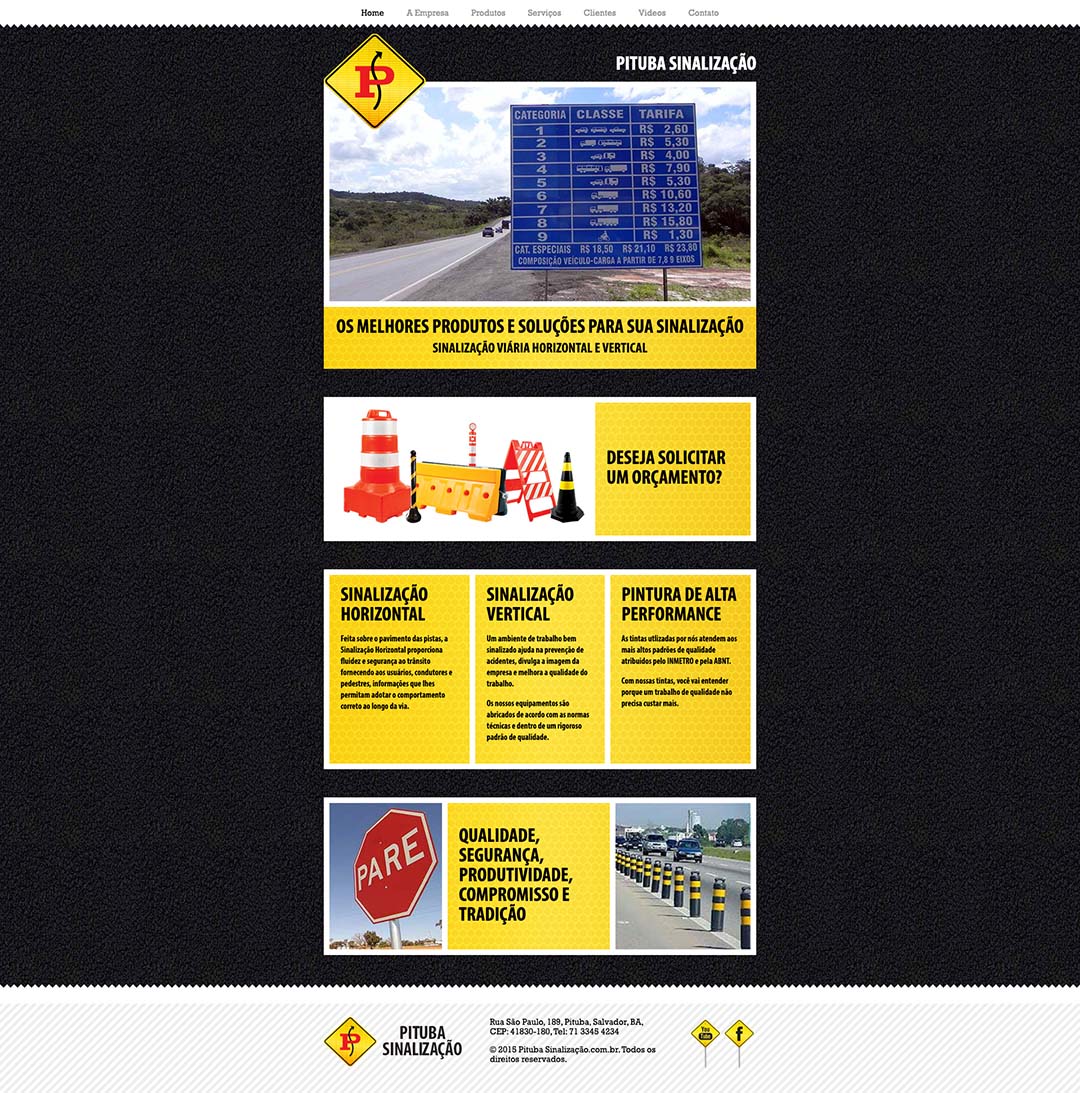 Home A Empresa Produtos Serviços Clientes Videos Contato
P
PITUBA SINALIZAÇÃO
CATEGORIA CLASSE TARIFA
1 R$ 2,60
2 R$ 5,30
3 R$ 4,00
4 R$ 7,90
5 R$ 5,30
6 R$ 10,60
7 R$ 13,20
8 R$ 15,80
9 R$ 1,30
CAT. ESPECIAIS R$ 18,50 R$ 21,10 R$ 23,80
COMPOSIÇÃO VEÍCULO-CARGA A PARTIR DE 7,8 9 EIXOS
OS MELHORES PRODUTOS E SOLUÇÕES PARA SUA SINALIZAÇÃO
SINALIZAÇÃO VIÁRIA HORIZONTAL E VERTICAL
DESEJA SOLICITAR
UM ORÇAMENTO?
SINALIZAÇÃO
HORIZONTAL
Feita sobre o pavimento das pistas, a
Sinalização Horizontal proporciona
fluidez e segurança ao trânsito
fornecendo aos usuários, condutores e
pedestres, informações que lhes
permitam adotar o comportamento
correto ao longo da via.
SINALIZAÇÃO
VERTICAL
Um ambiente de trabalho bem
sinalizado ajuda na prevenção de
acidentes, divulga a imagem da
empresa e melhora a qualidade do
trabalho.
Os nossos equipamentos são
abricados de acordo com as normas
técnicas e dentro de um rigoroso
padrão de qualidade.
PINTURA DE ALTA
PERFORMANCE
As tintas utlizadas por nós atendem aos
mais altos padrões de qualidade
atribuidos pelo INMETRO e pela ABNT.
Com nossas tintas, você vai entender
porque um trabalho de qualidade não
precisa custar mais.
PARE
QUALIDADE,
SEGURANÇA,
PRODUTIVIDADE,
COMPROMISSO E
TRADIÇÃO
P
PITUBA
SINALIZAÇÃO
Rua São Paulo, 189, Pituba, Salvador, BA,
CEP: 41830-180, Tel: 71 3345 4234
© 2015 Pituba Sinalização.com.br. Todos os
direitos reservados.
You
Tube
f